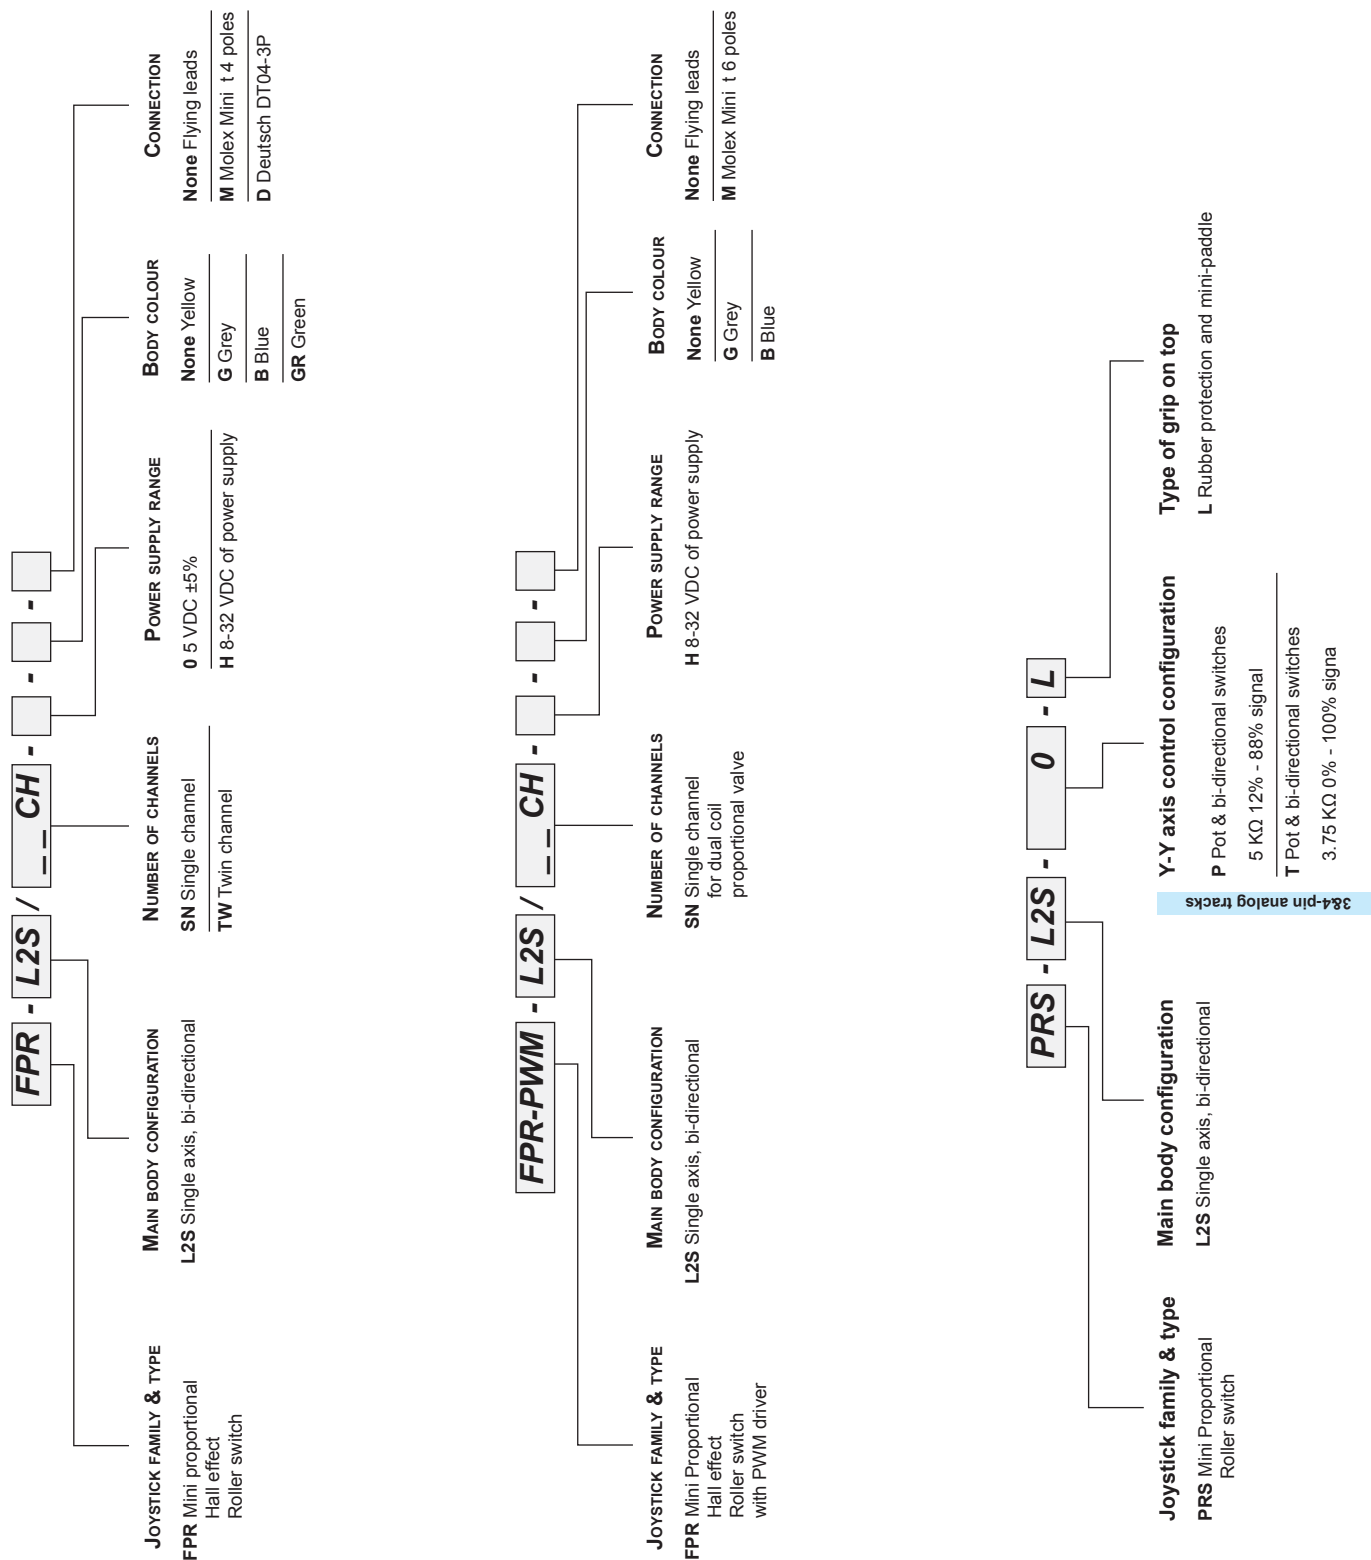 FPR - L2S / _ _ CH - -  -
JOYSTICK FAMILY & TYPE
FPR Mini proportional
Hall effect
Roller switch
MAIN BODY CONFIGURATION
L2S Single axis, bi-directional
NUMBER OF CHANNELS
SN Single channel
TW Twin channel
POWER SUPPLY RANGE
0 5 VDC ±5%
H 8-32 VDC of power supply
BODY COLOUR
None Yellow
G Grey
B Blue
GR Green
CONNECTION
None Flying leads
M Molex Mini t 4 poles
D Deutsch DT04-3P
FPR-PWM - L2S / _ _ CH - - -
JOYSTICK FAMILY & TYPE
FPR Mini Proportional
Hall effect
Roller switch
with PWM driver
MAIN BODY CONFIGURATION
L2S Single axis, bi-directional
NUMBER OF CHANNELS
SN Single channel
for dual coil
proportional valve
POWER SUPPLY RANGE
H 8-32 VDC of power supply
BODY COLOUR
None Yellow
G Grey
B Blue
CONNECTION
None Flying leads
M Molex Mini t 6 poles
PRS - L2S - 0 - L
Joystick family & type
PRS Mini Proportional
Roller switch
Main body configuration
L2S Single axis, bi-directional
3&4-pin analog tracks
Y-Y axis control configuration
P Pot & bi-directional switches
5 KΩ 12% - 88% signal
T Pot & bi-directional switches
3.75 KΩ 0% - 100% signa
Type of grip on top
L Rubber protection and mini-paddle